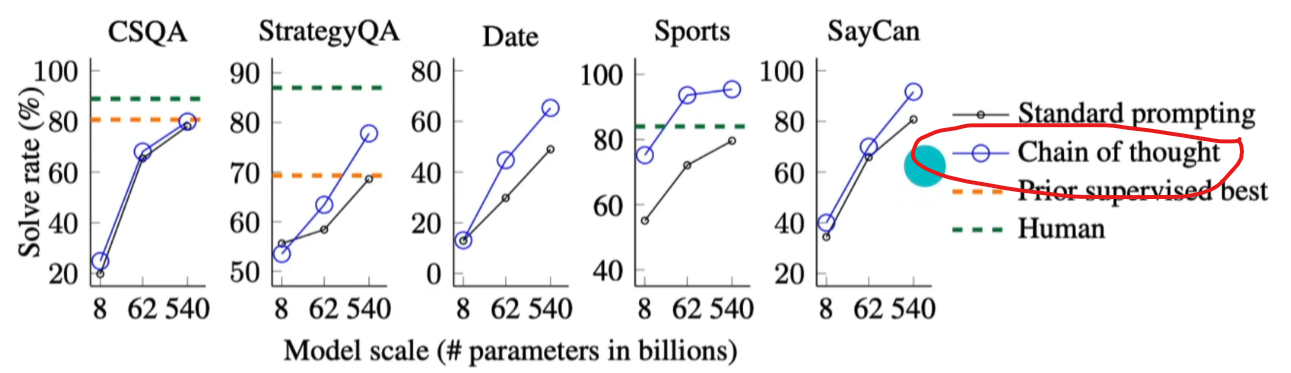 CSQA
StrategyQA
Date
Sports
SayCan
Solve rate (%)
100
80
60
40
20
8 62 540
90
80
70
60
50
8 62 540
80
60
40
20
0
8 62 540
100
80
60
40
8 62 540
100
80
60
40
20
8 62 540
Model scale (# parameters in billions)
Standard prompting
Chain of thought
Prior supervised best
Human